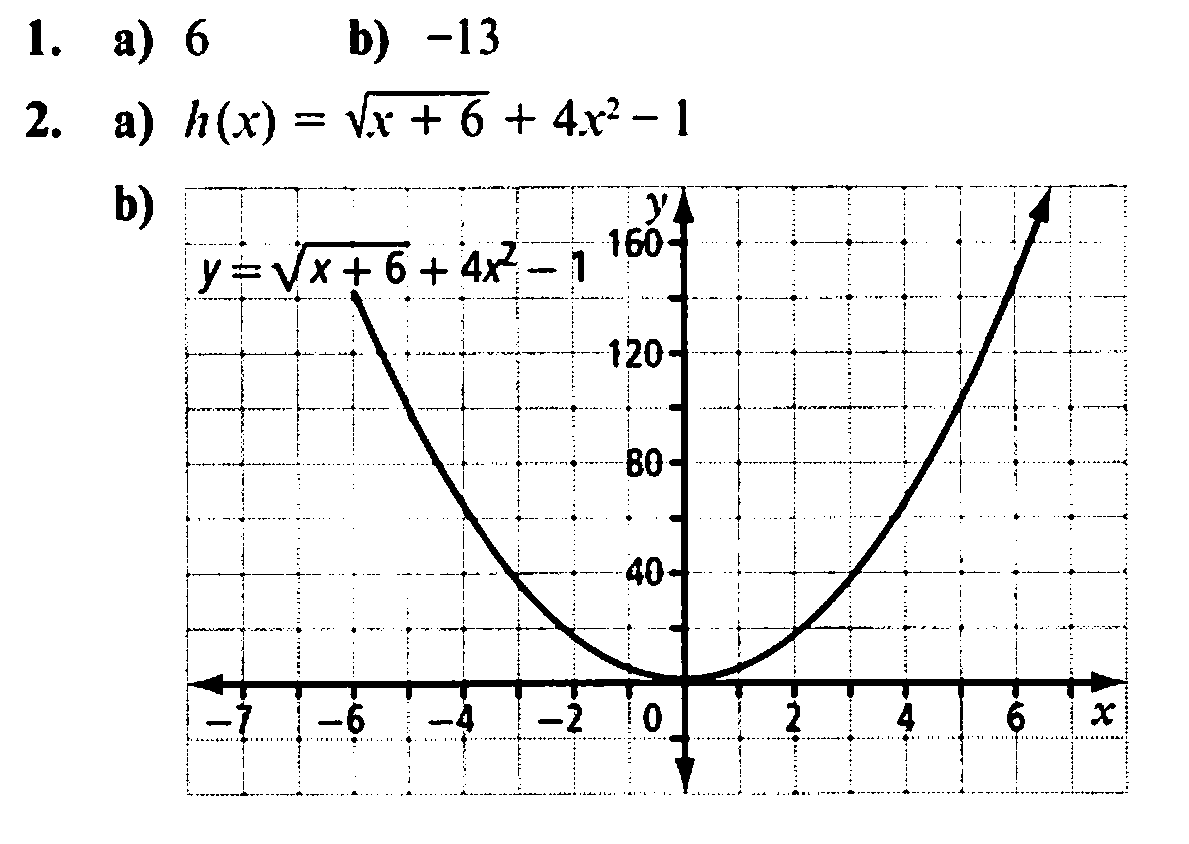 1. a) 6 b) −13
2. a) h(x) = √x + 6 + 4x² − 1
b)
y
160
y = √x + 6 + 4x² − 1
120
80
40
−7 −6 −4 −2 0 2 4 6 x